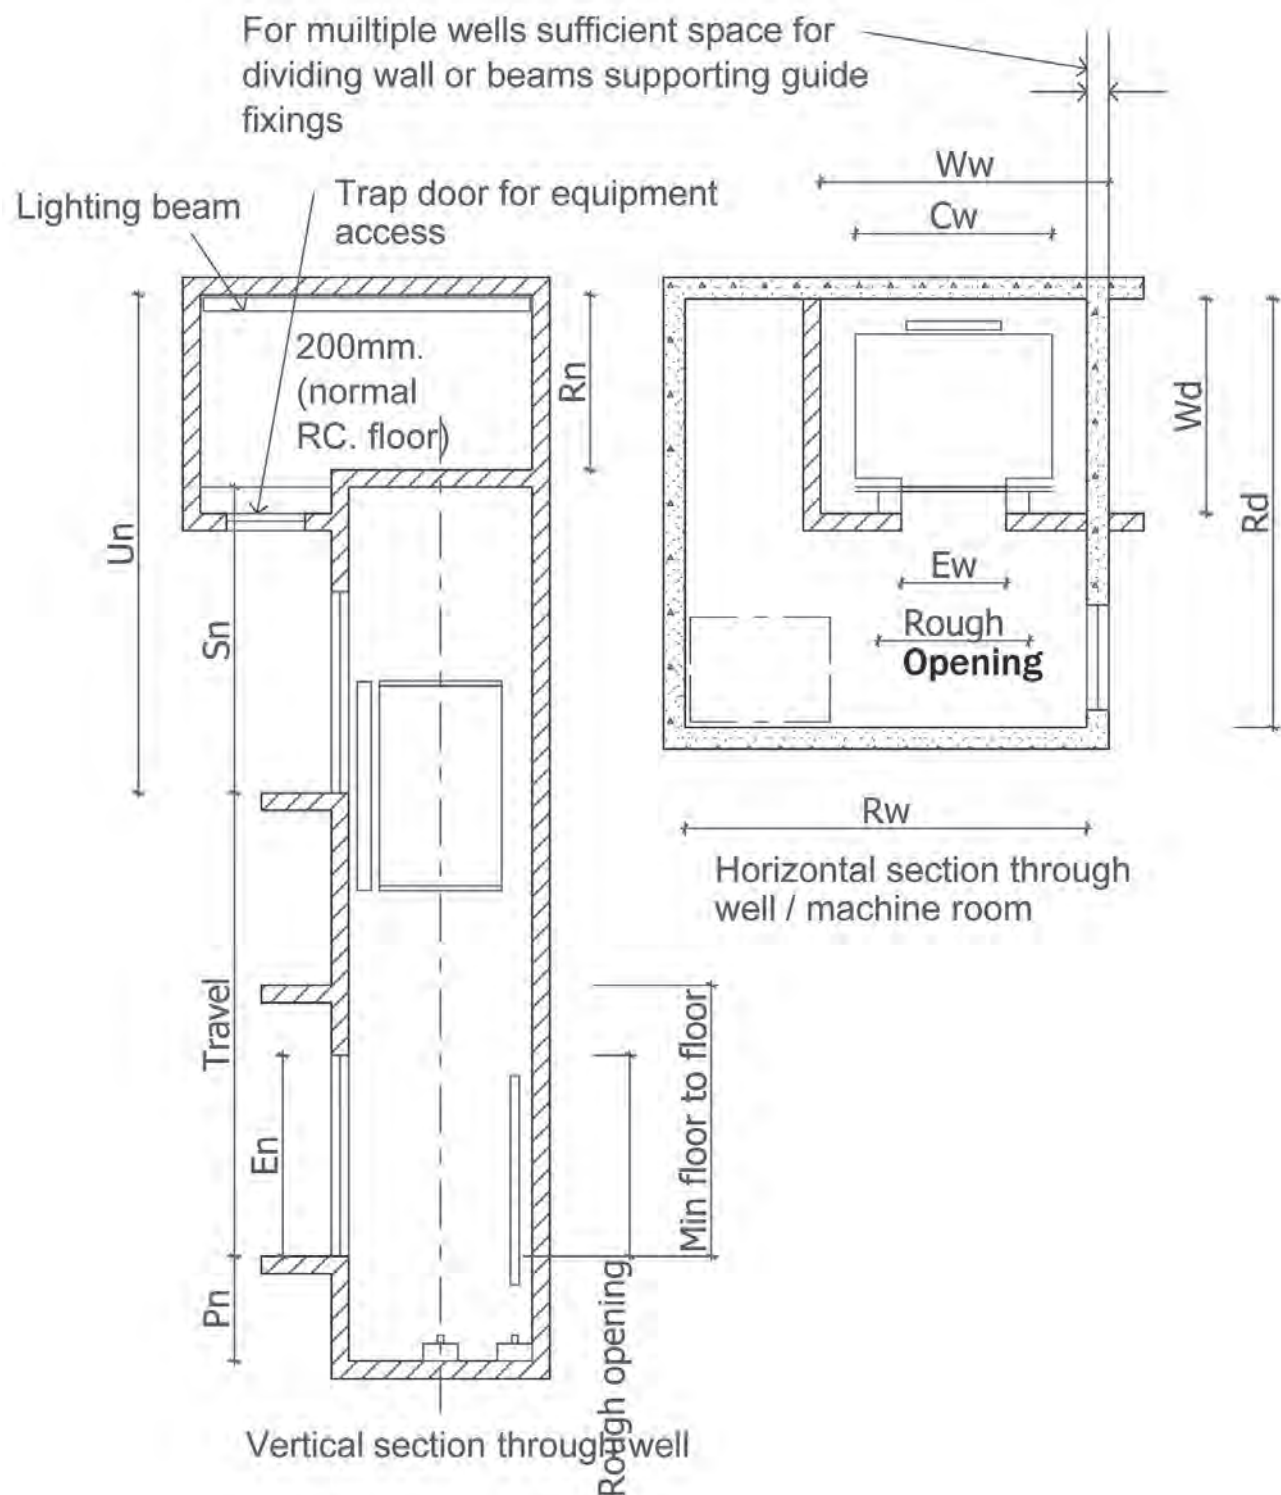 For muiltiple wells sufficient space for
dividing wall or beams supporting guide
fixings
Lighting beam
Trap door for equipment
access
200mm.
(normal
RC. floor)
Rn
Un
Sn
Travel
En
Pn
Rough opening
Min floor to floor
Vertical section through well
Ww
Cw
Wd
Rd
Ew
Rough
Opening
Rw
Horizontal section through
well / machine room